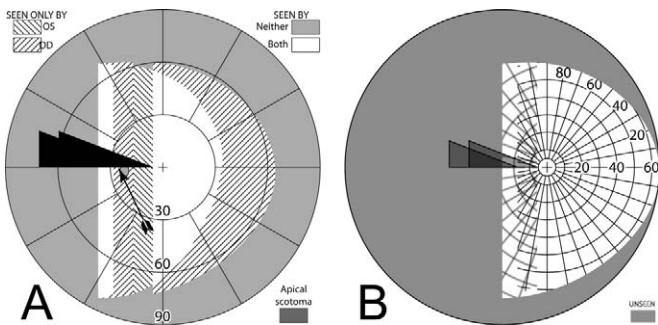 SEEN ONLY BY
OS
OD
SEEN BY
Neither
Both
30
60
90
A
Apical
scotoma
80
60
40
20
20
40
60
B
UNSEEN